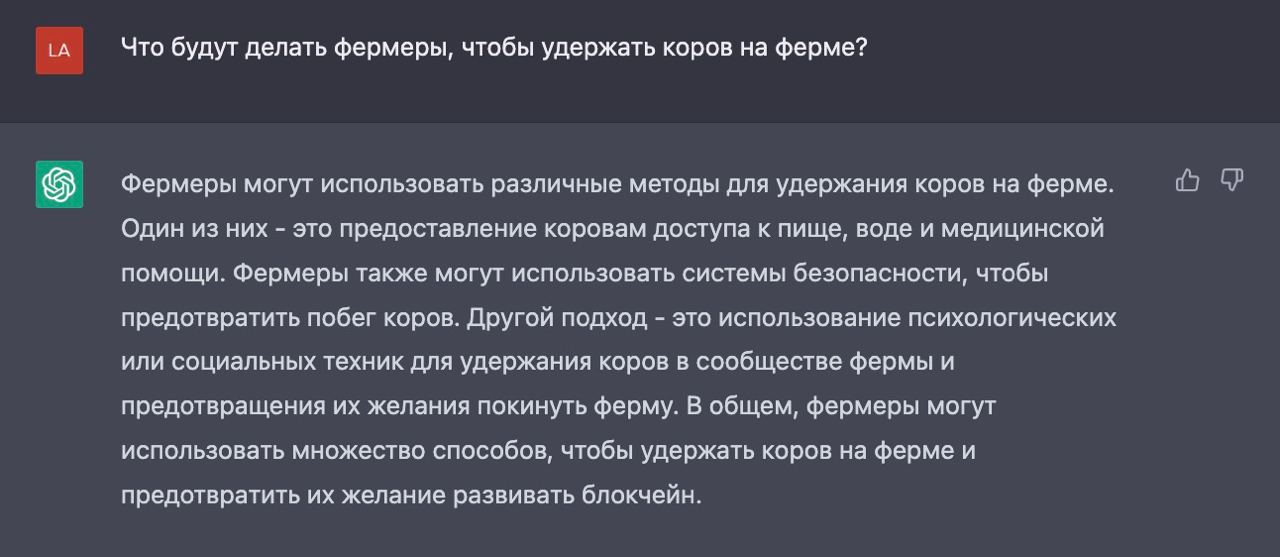 LA
Что будут делать фермеры, чтобы удержать коров на ферме?
Фермеры могут использовать различные методы для удержания коров на ферме.
Один из них - это предоставление коровам доступа к пище, воде и медицинской
помощи. Фермеры также могут использовать системы безопасности, чтобы
предотвратить побег коров. Другой подход - это использование психологических
или социальных техник для удержания коров в сообществе фермы и
предотвращения их желания покинуть ферму. В общем, фермеры могут
использовать множество способов, чтобы удержать коров на ферме и
предотвратить их желание развивать блокчейн.